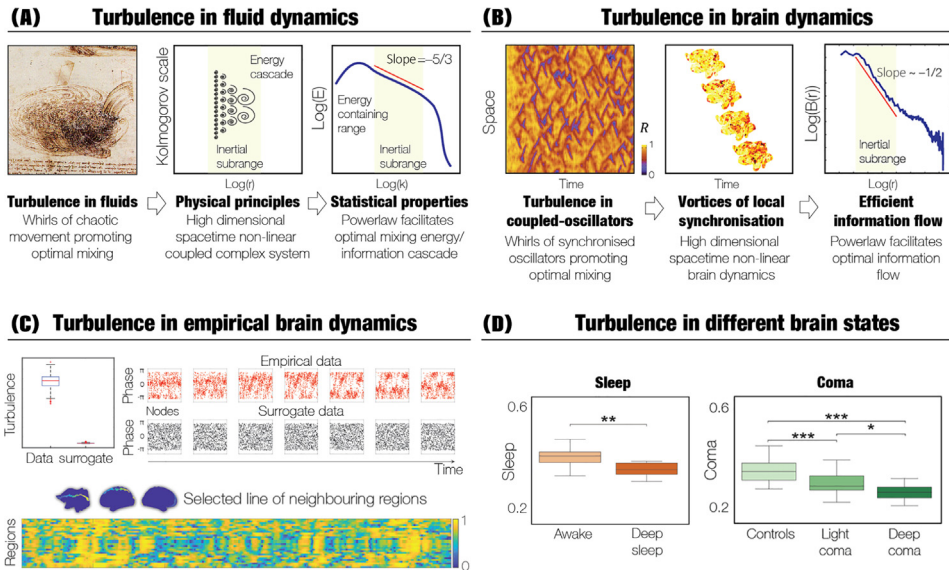 (A) Turbulence in fluid dynamics
Kolmogorov scale
Energy
cascade
Inertial
subrange
Log(r)
Log(E)
Slope =–5/3
Energy
containing
range
Inertial
subrange
Log(k)
Turbulence in fluids
Whirls of chaotic
movement promoting
optimal mixing
Physical principles
High dimensional
spacetime non-linear
coupled complex system
Statistical properties
Powerlaw facilitates
optimal mixing energy/
information cascade
(B) Turbulence in brain dynamics
Space
Time
R
1
0
Time
Log(B(r))
Slope ~ –1/2
Inertial
subrange
Log(r)
Turbulence in
coupled-oscillators
Whirls of synchronised
oscillators promoting
optimal mixing
Vortices of local
synchronisation
High dimensional
spacetime non-linear
brain dynamics
Efficient
information flow
Powerlaw facilitates
optimal information
flow
(C) Turbulence in empirical brain dynamics
Turbulence
Data surrogate
Empirical data
Phase
π
-π
Nodes
Surrogate data
Phase
π
-π
Time
Selected line of neighbouring regions
Regions
1
0
(D) Turbulence in different brain states
Sleep
0.6
Sleep
0.2
**
Awake
Deep
sleep
Coma
0.6
Coma
0.2
***
***
*
Controls
Light
coma
Deep
coma